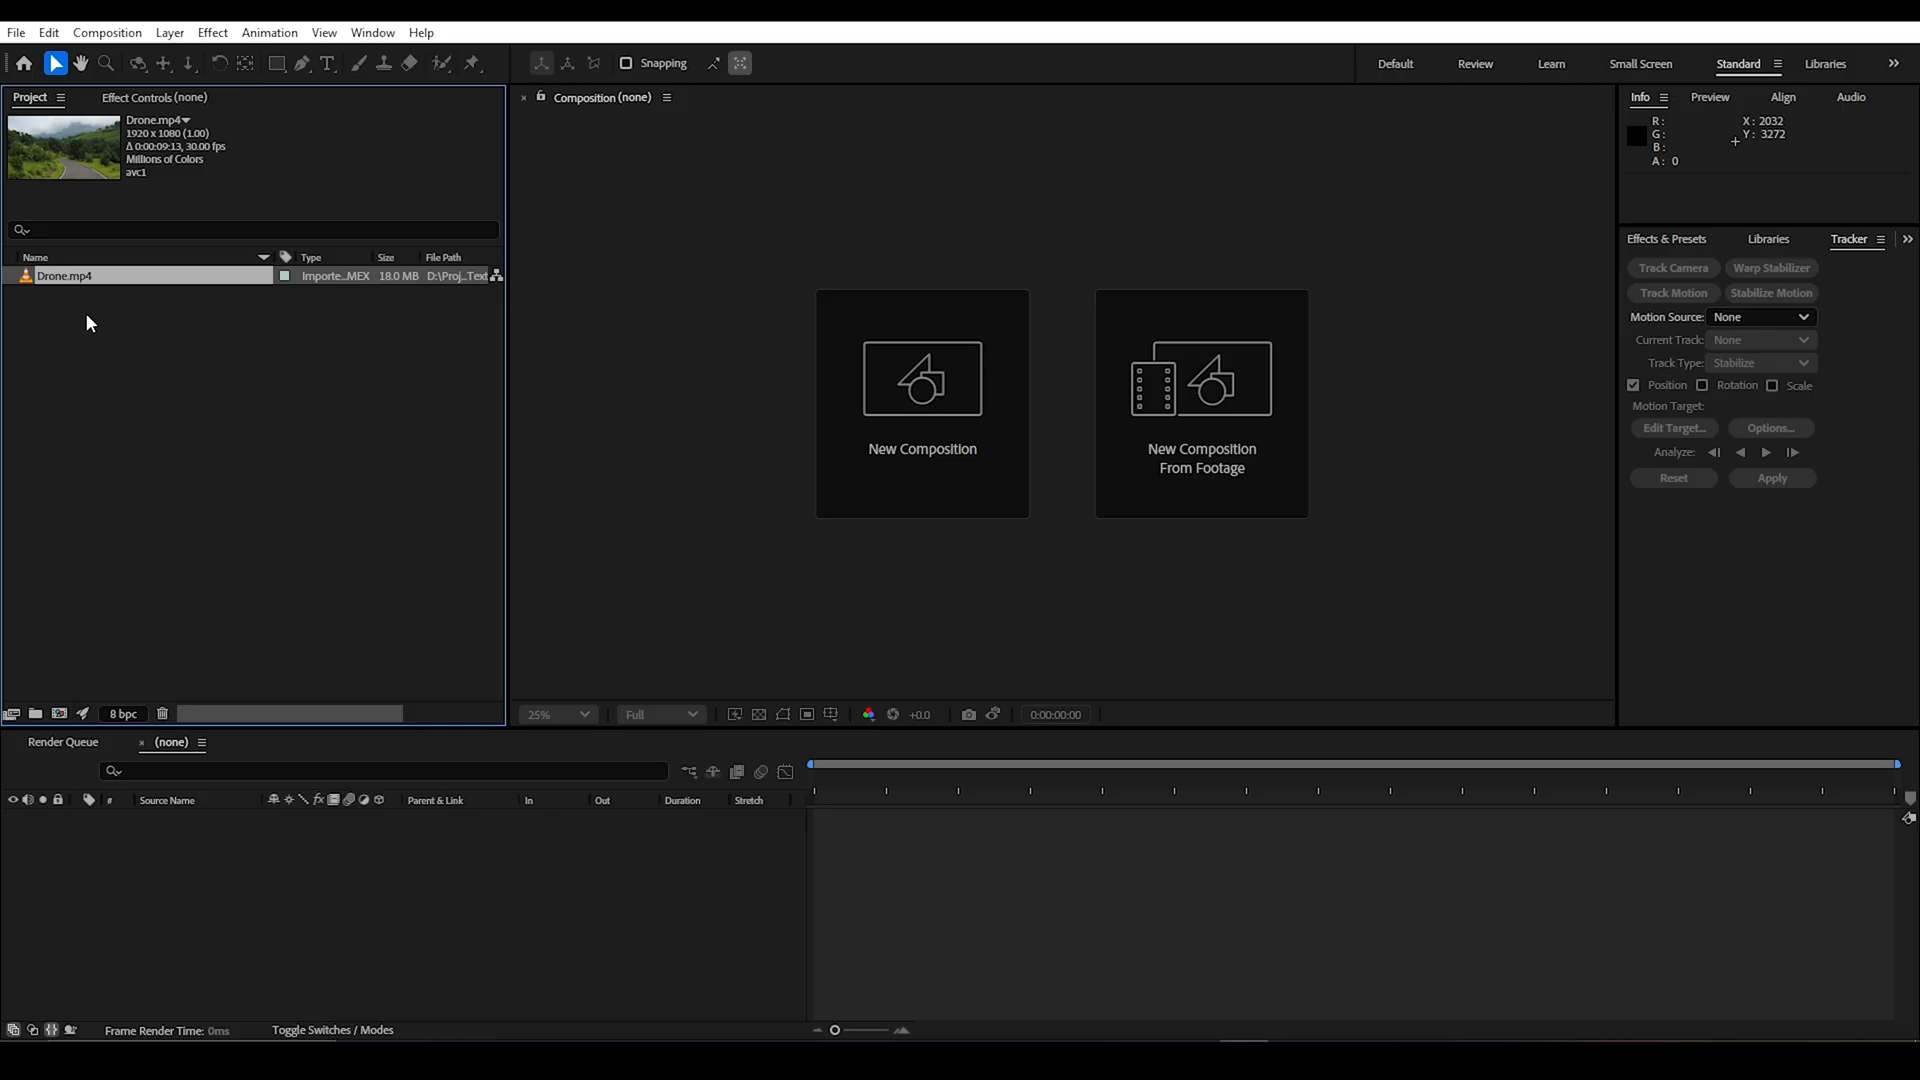 File Edit Composition Layer Effect Animation View Window Help
Snapping
Default Review Learn Small Screen Standard Libraries
Project Effect Controls (none)
Drone.mp4
1920 x 1080 (1.00)
Δ 0:00:09:13, 30.00 fps
Millions of Colors
avc1
Name Type Size File Path
Drone.mp4 Importe...MEX 18.0 MB D:\Proj...Text
8 bpc
Composition (none)
New Composition
New Composition
From Footage
25% Full +0.0 0:00:00:00
Info Preview Align Audio
R: X: 2032
G: Y: 3272
B:
A: 0
Effects & Presets Libraries Tracker
Track Camera Warp Stabilizer
Track Motion Stabilize Motion
Motion Source: None
Current Track: None
Track Type: Stabilize
Position Rotation Scale
Motion Target:
Edit Target... Options...
Analyze:
Reset Apply
Render Queue (none)
# Source Name fx Parent & Link In Out Duration Stretch
Frame Render Time: 0ms Toggle Switches / Modes